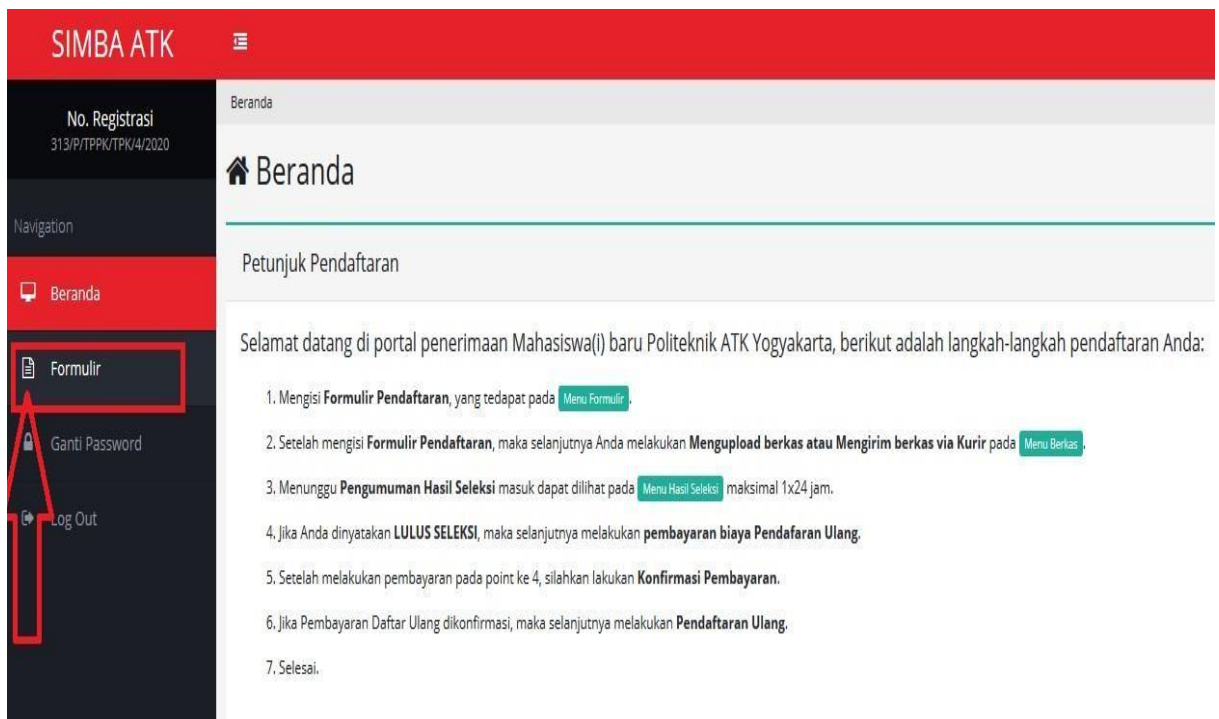 SIMBA ATK
No. Registrasi
313/P/TPPK/TPK/4/2020
Navigation
Beranda
Formulir
Ganti Password
Log Out
Beranda
Beranda
Petunjuk Pendaftaran
Selamat datang di portal penerimaan Mahasiswa(i) baru Politeknik ATK Yogyakarta, berikut adalah langkah-langkah pendaftaran Anda:
1. Mengisi Formulir Pendaftaran, yang tedapat pada Menu Formulir .
2. Setelah mengisi Formulir Pendaftaran, maka selanjutnya Anda melakukan Mengupload berkas atau Mengirim berkas via Kurir pada Menu Berkas .
3. Menunggu Pengumuman Hasil Seleksi masuk dapat dilihat pada Menu Hasil Seleksi maksimal 1x24 jam.
4. Jika Anda dinyatakan LULUS SELEKSI, maka selanjutnya melakukan pembayaran biaya Pendafaran Ulang.
5. Setelah melakukan pembayaran pada point ke 4, silahkan lakukan Konfirmasi Pembayaran.
6. Jika Pembayaran Daftar Ulang dikonfirmasi, maka selanjutnya melakukan Pendaftaran Ulang.
7. Selesai.